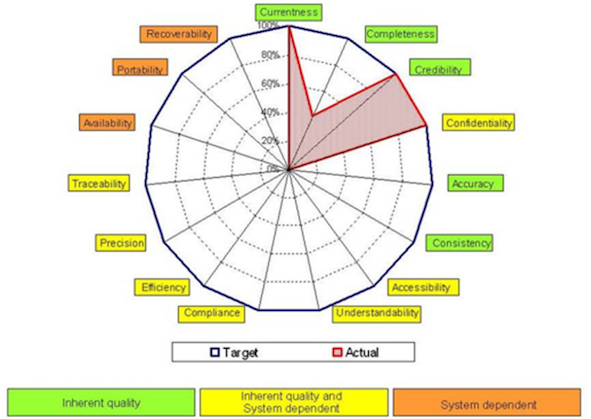 Currentness
100%
Recoverability
Completeness
80%
Portability
Credibility
60%
40%
Availability
Confidentiality
20%
0%
Traceability
Accuracy
Precision
Consistency
Efficiency
Accessibility
Compliance
Understandability
Target Actual
Inherent quality
Inherent quality and
System dependent
System dependent